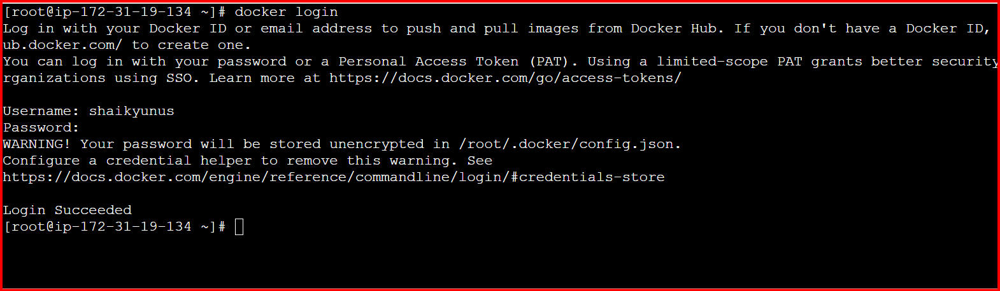 [root@ip-172-31-19-134 ~]# docker login
Log in with your Docker ID or email address to push and pull images from Docker Hub. If you don't have a Docker ID,
ub.docker.com/ to create one.
You can log in with your password or a Personal Access Token (PAT). Using a limited-scope PAT grants better security
rganizations using SSO. Learn more at https://docs.docker.com/go/access-tokens/
Username: shaikyunus
Password:
WARNING! Your password will be stored unencrypted in /root/.docker/config.json.
Configure a credential helper to remove this warning. See
https://docs.docker.com/engine/reference/commandline/login/#credentials-store
Login Succeeded
[root@ip-172-31-19-134 ~]#